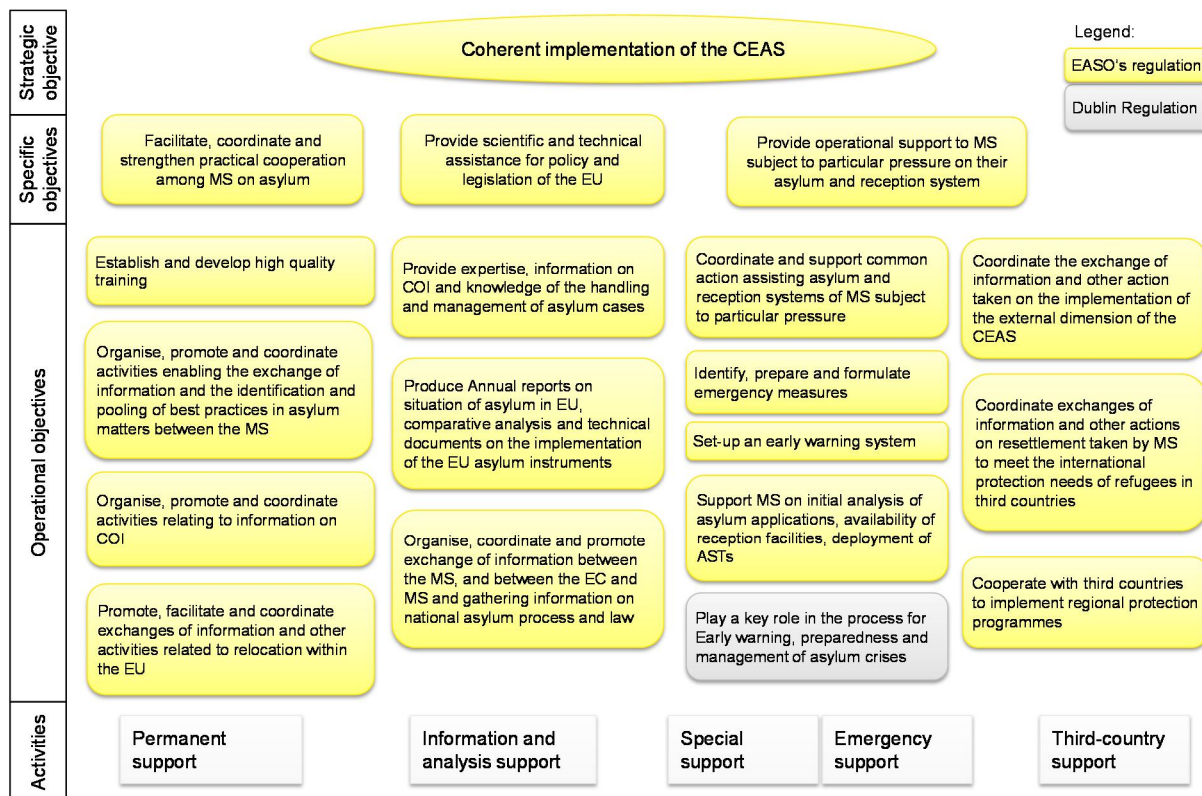 Strategic
objective
Coherent implementation of the CEAS
Legend:
EASO's regulation
Dublin Regulation
Specific
objectives
Facilitate, coordinate and
strengthen practical cooperation
among MS on asylum
Provide scientific and technical
assistance for policy and
legislation of the EU
Provide operational support to MS
subject to particular pressure on their
asylum and reception system
Operational objectives
Establish and develop high quality
training
Organise, promote and coordinate
activities enabling the exchange of
information and the identification and
pooling of best practices in asylum
matters between the MS
Organise, promote and coordinate
activities relating to information on
COI
Promote, facilitate and coordinate
exchanges of information and other
activities related to relocation within
the EU
Provide expertise, information on
COI and knowledge of the handling
and management of asylum cases
Produce Annual reports on
situation of asylum in EU,
comparative analysis and technical
documents on the implementation
of the EU asylum instruments
Organise, coordinate and promote
exchange of information between
the MS, and between the EC and
MS and gathering information on
national asylum process and law
Coordinate and support common
action assisting asylum and
reception systems of MS subject
to particular pressure
Identify, prepare and formulate
emergency measures
Set-up an early warning system
Support MS on initial analysis of
asylum applications, availability of
reception facilities, deployment of
ASTs
Play a key role in the process for
Early warning, preparedness and
management of asylum crises
Coordinate the exchange of
information and other action
taken on the implementation of
the external dimension of the
CEAS
Coordinate exchanges of
information and other actions
on resettlement taken by MS
to meet the international
protection needs of refugees in
third countries
Cooperate with third countries
to implement regional protection
programmes
Activities
Permanent
support
Information and
analysis support
Special
support
Emergency
support
Third-country
support